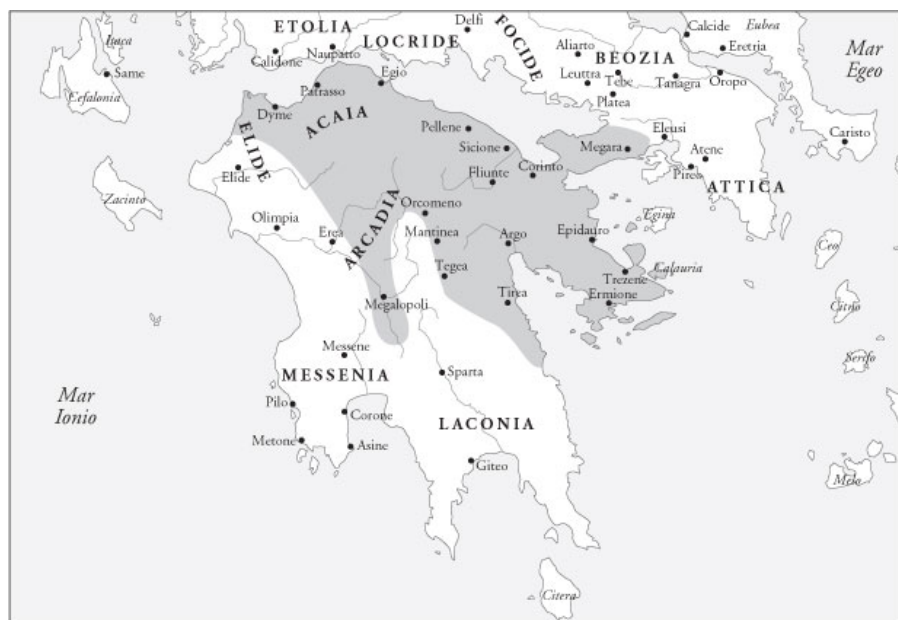 ETOLIA
Delfi
Calcide
Eubea
Itaca
Calidone
Naupatto
LOCRIDE
FOCIDE
Aliarto
BEOZIA
Eretria
Mar
Egeo
Same
Cefalonia
Egio
Patrasso
Leuttra
Tebe
Tanagra
Oropo
Platea
Dyme
ACAIA
Pellene
Eleusi
Caristo
ELIDE
Sicione
Megara
Atene
Elide
Fliunte
Corinto
Pireo
ATTICA
Zacinto
Orcomeno
Olimpia
Erea
ARCADIA
Mantinea
Argo
Epidauro
Egina
Ceo
Tegea
Trezene
Calauria
Megalopoli
Tirea
Ermione
Citno
Messene
Serifo
MESSENIA
Sparta
Mar
Ionio
Pilo
Corone
LACONIA
Metone
Asine
Giteo
Melo
Citera